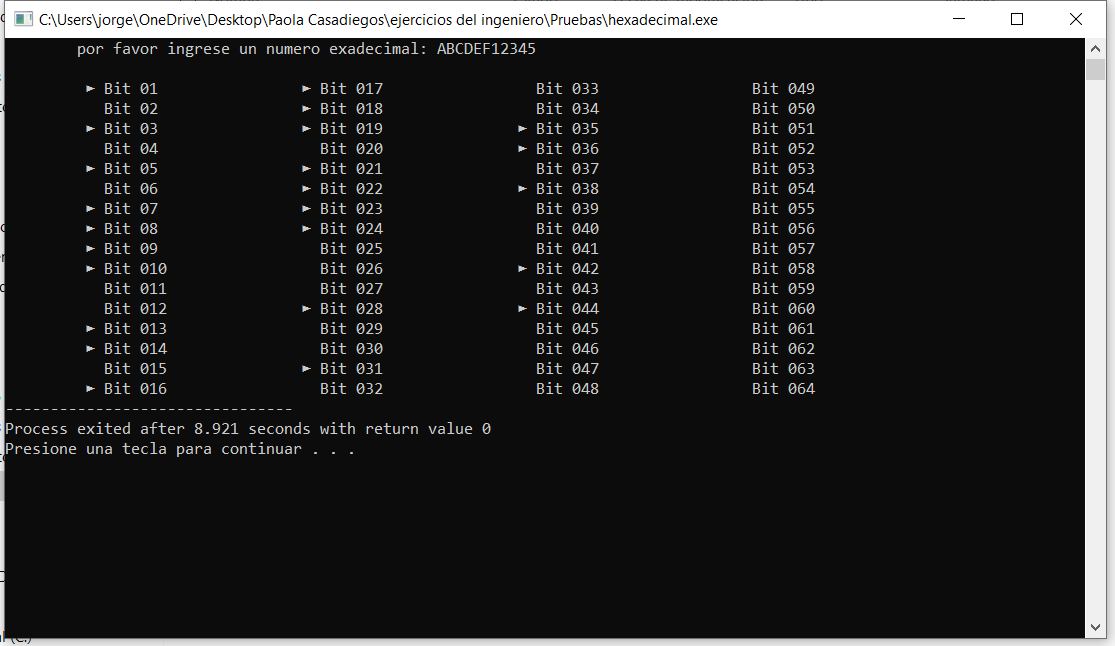 C:\Users\jorge\OneDrive\Desktop\Paola Casadiegos\ejercicios del ingeniero\Pruebas\hexadecimal.exe
por favor ingrese un numero exadecimal: ABCDEF12345
► Bit 01 ► Bit 017 Bit 033 Bit 049
Bit 02 ► Bit 018 Bit 034 Bit 050
► Bit 03 ► Bit 019 ► Bit 035 Bit 051
Bit 04 Bit 020 ► Bit 036 Bit 052
► Bit 05 ► Bit 021 Bit 037 Bit 053
Bit 06 ► Bit 022 ► Bit 038 Bit 054
► Bit 07 ► Bit 023 Bit 039 Bit 055
► Bit 08 ► Bit 024 Bit 040 Bit 056
► Bit 09 Bit 025 Bit 041 Bit 057
► Bit 010 Bit 026 ► Bit 042 Bit 058
Bit 011 Bit 027 Bit 043 Bit 059
Bit 012 ► Bit 028 ► Bit 044 Bit 060
► Bit 013 Bit 029 Bit 045 Bit 061
► Bit 014 Bit 030 Bit 046 Bit 062
Bit 015 ► Bit 031 Bit 047 Bit 063
► Bit 016 Bit 032 Bit 048 Bit 064
--------------------------------
Process exited after 8.921 seconds with return value 0
Presione una tecla para continuar . . .